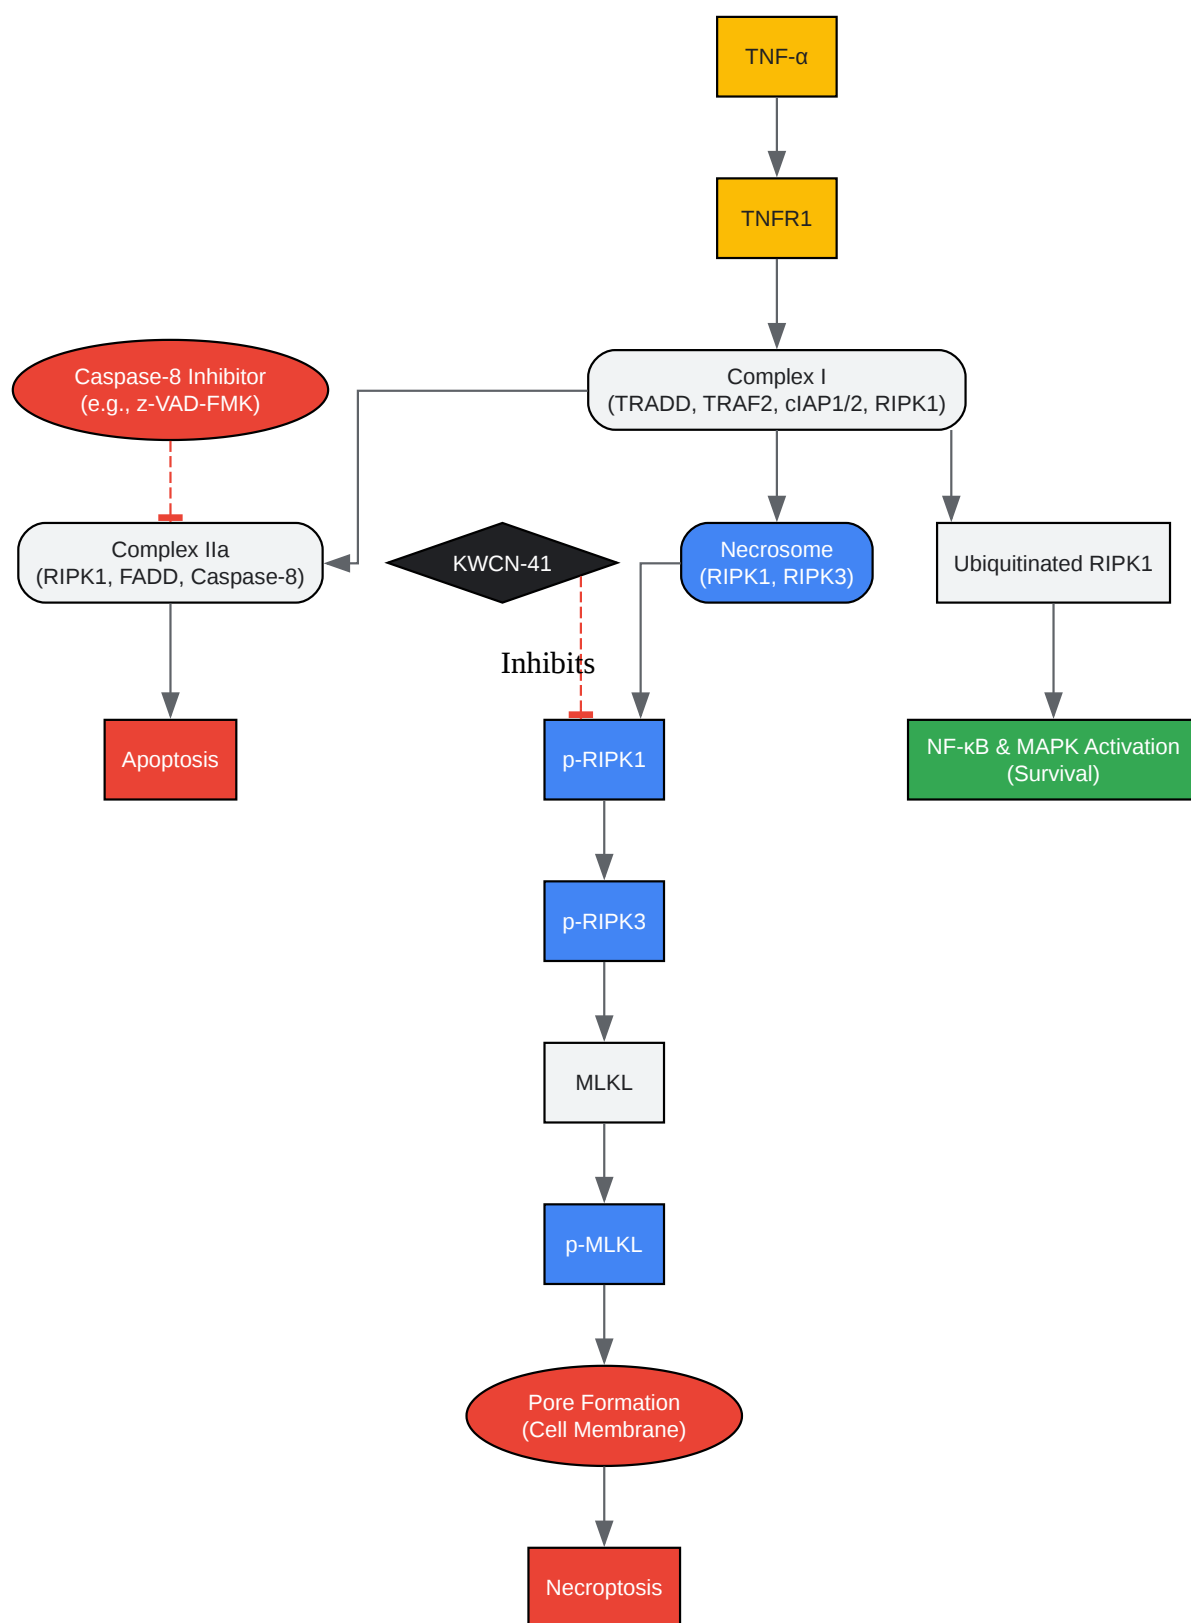 TNF-α
TNFR1
Complex I
(TRADD, TRAF2, cIAP1/2, RIPK1)
Caspase-8 Inhibitor
(e.g., z-VAD-FMK)
Complex IIa
(RIPK1, FADD, Caspase-8)
KWCN-41
Necrosome
(RIPK1, RIPK3)
Ubiquitinated RIPK1
Inhibits
Apoptosis
p-RIPK1
NF-κB & MAPK Activation
(Survival)
p-RIPK3
MLKL
p-MLKL
Pore Formation
(Cell Membrane)
Necroptosis